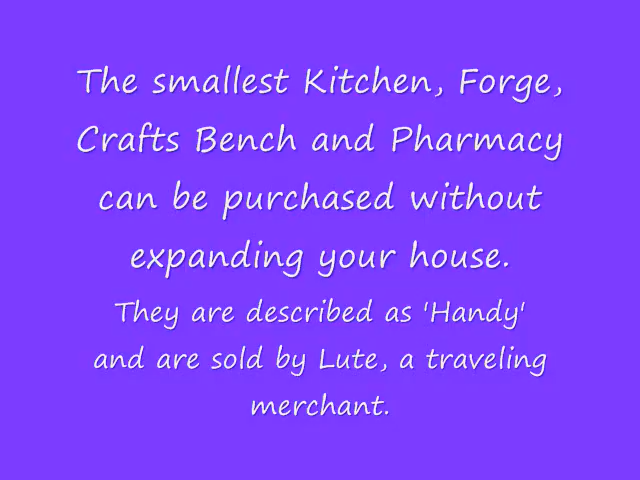 The smallest Kitchen, Forge,
Crafts Bench and Pharmacy
can be purchased without
expanding your house.
They are described as 'Handy'
and are sold by Lute, a traveling
merchant.